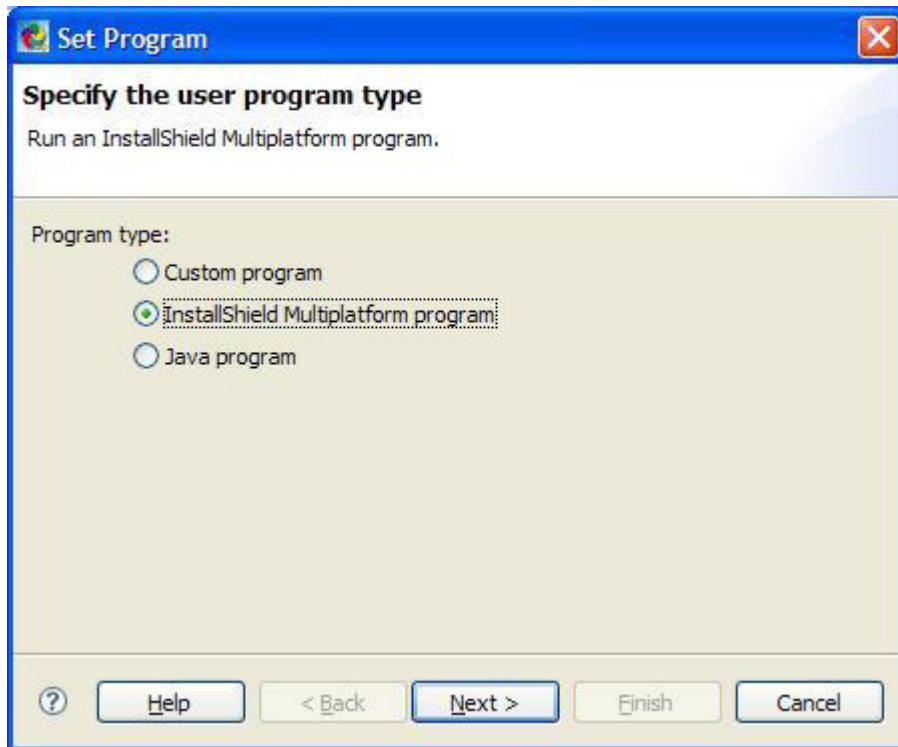 Set Program
Specify the user program type
Run an InstallShield Multiplatform program.
Program type:
Custom program
InstallShield Multiplatform program
Java program
? Help < Back Next > Finish Cancel